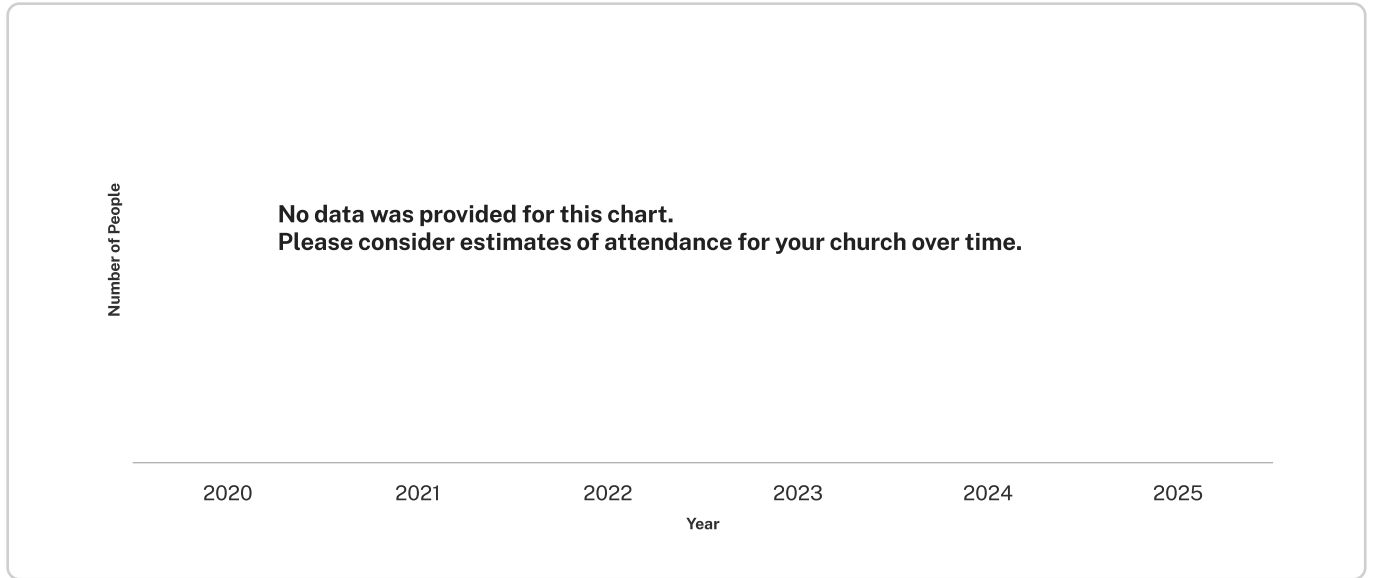 No data was provided for this chart.
Please consider estimates of attendance for your church over time.
Number of People
2020 2021 2022 2023 2024 2025
Year